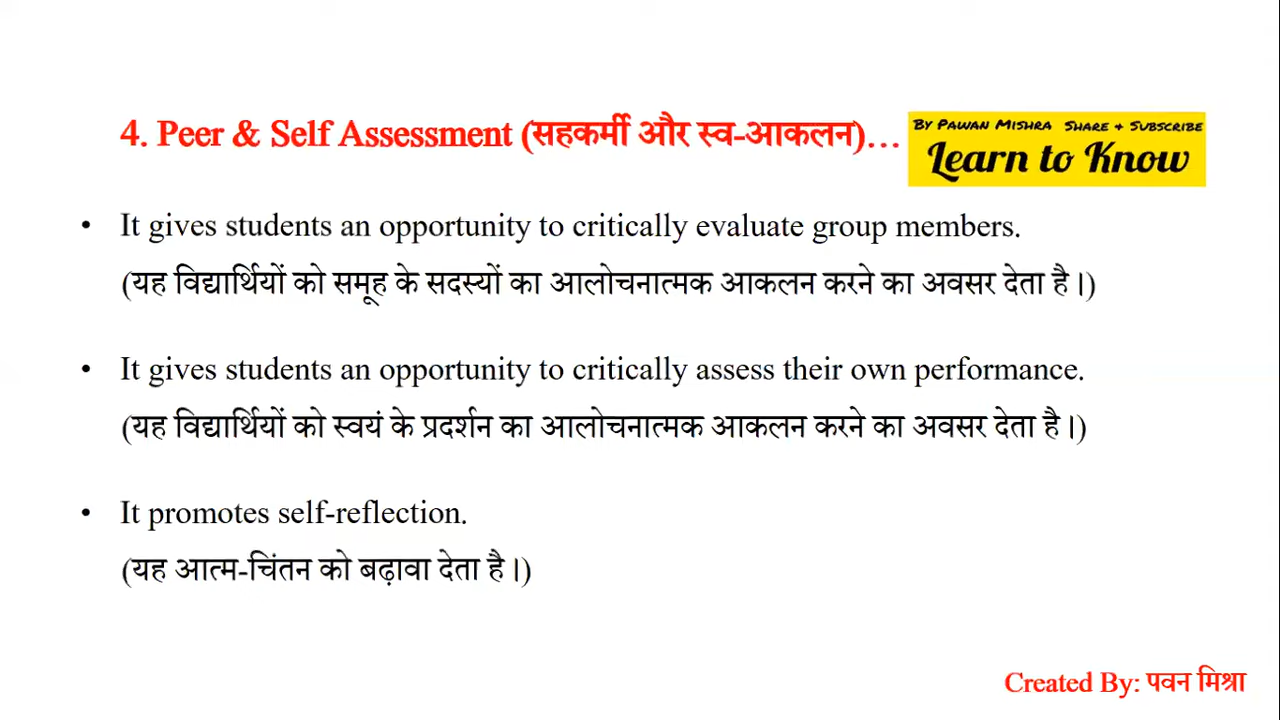 4. Peer & Self Assessment (सहकर्मी और स्व-आकलन)...
By Pawan Mishra Share & Subscribe
Learn to Know
• It gives students an opportunity to critically evaluate group members.
(यह विद्यार्थियों को समूह के सदस्यों का आलोचनात्मक आकलन करने का अवसर देता है।)
• It gives students an opportunity to critically assess their own performance.
(यह विद्यार्थियों को स्वयं के प्रदर्शन का आलोचनात्मक आकलन करने का अवसर देता है।)
• It promotes self-reflection.
(यह आत्म-चिंतन को बढ़ावा देता है।)
Created By: पवन मिश्रा